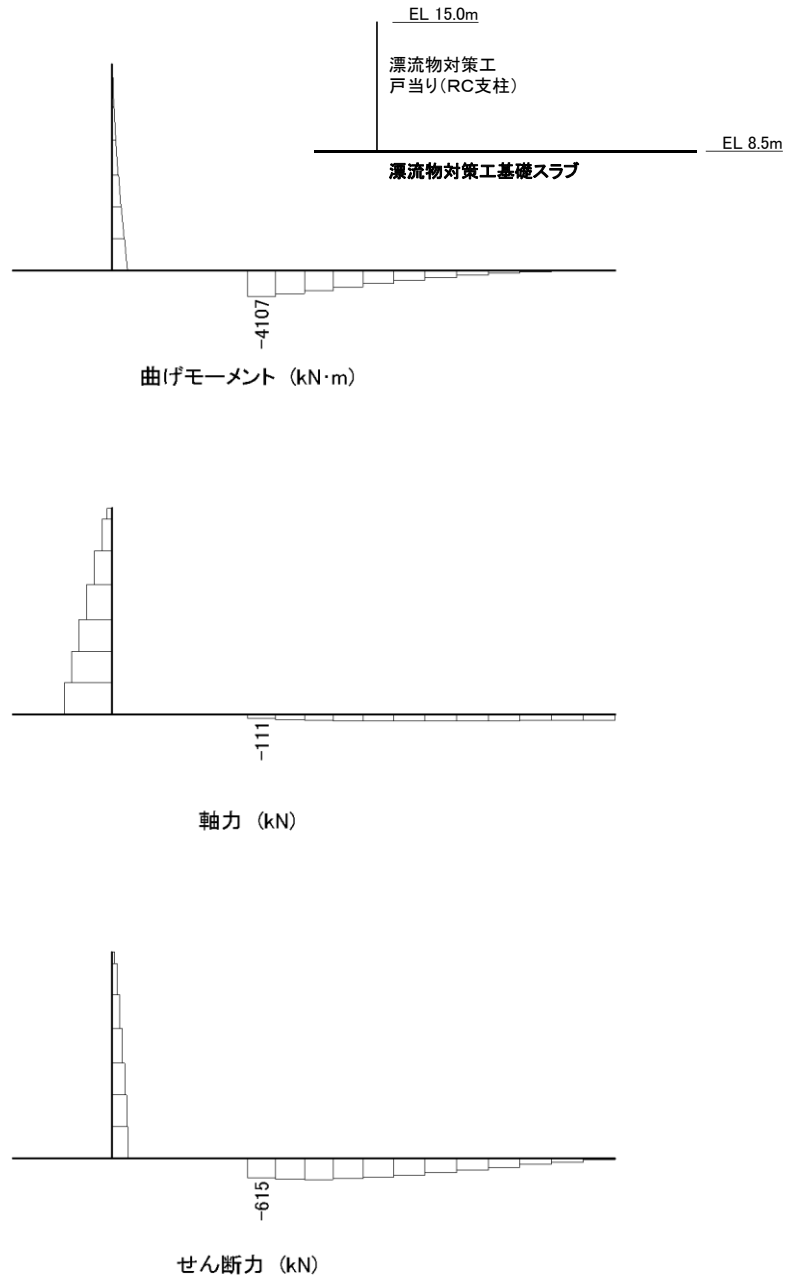 EL 15.0m
漂流物対策工
戸当り(RC支柱)
EL 8.5m
漂流物対策工基礎スラブ
-4107
曲げモーメント (kN·m)
-111
軸力 (kN)
-615
せん断力 (kN)